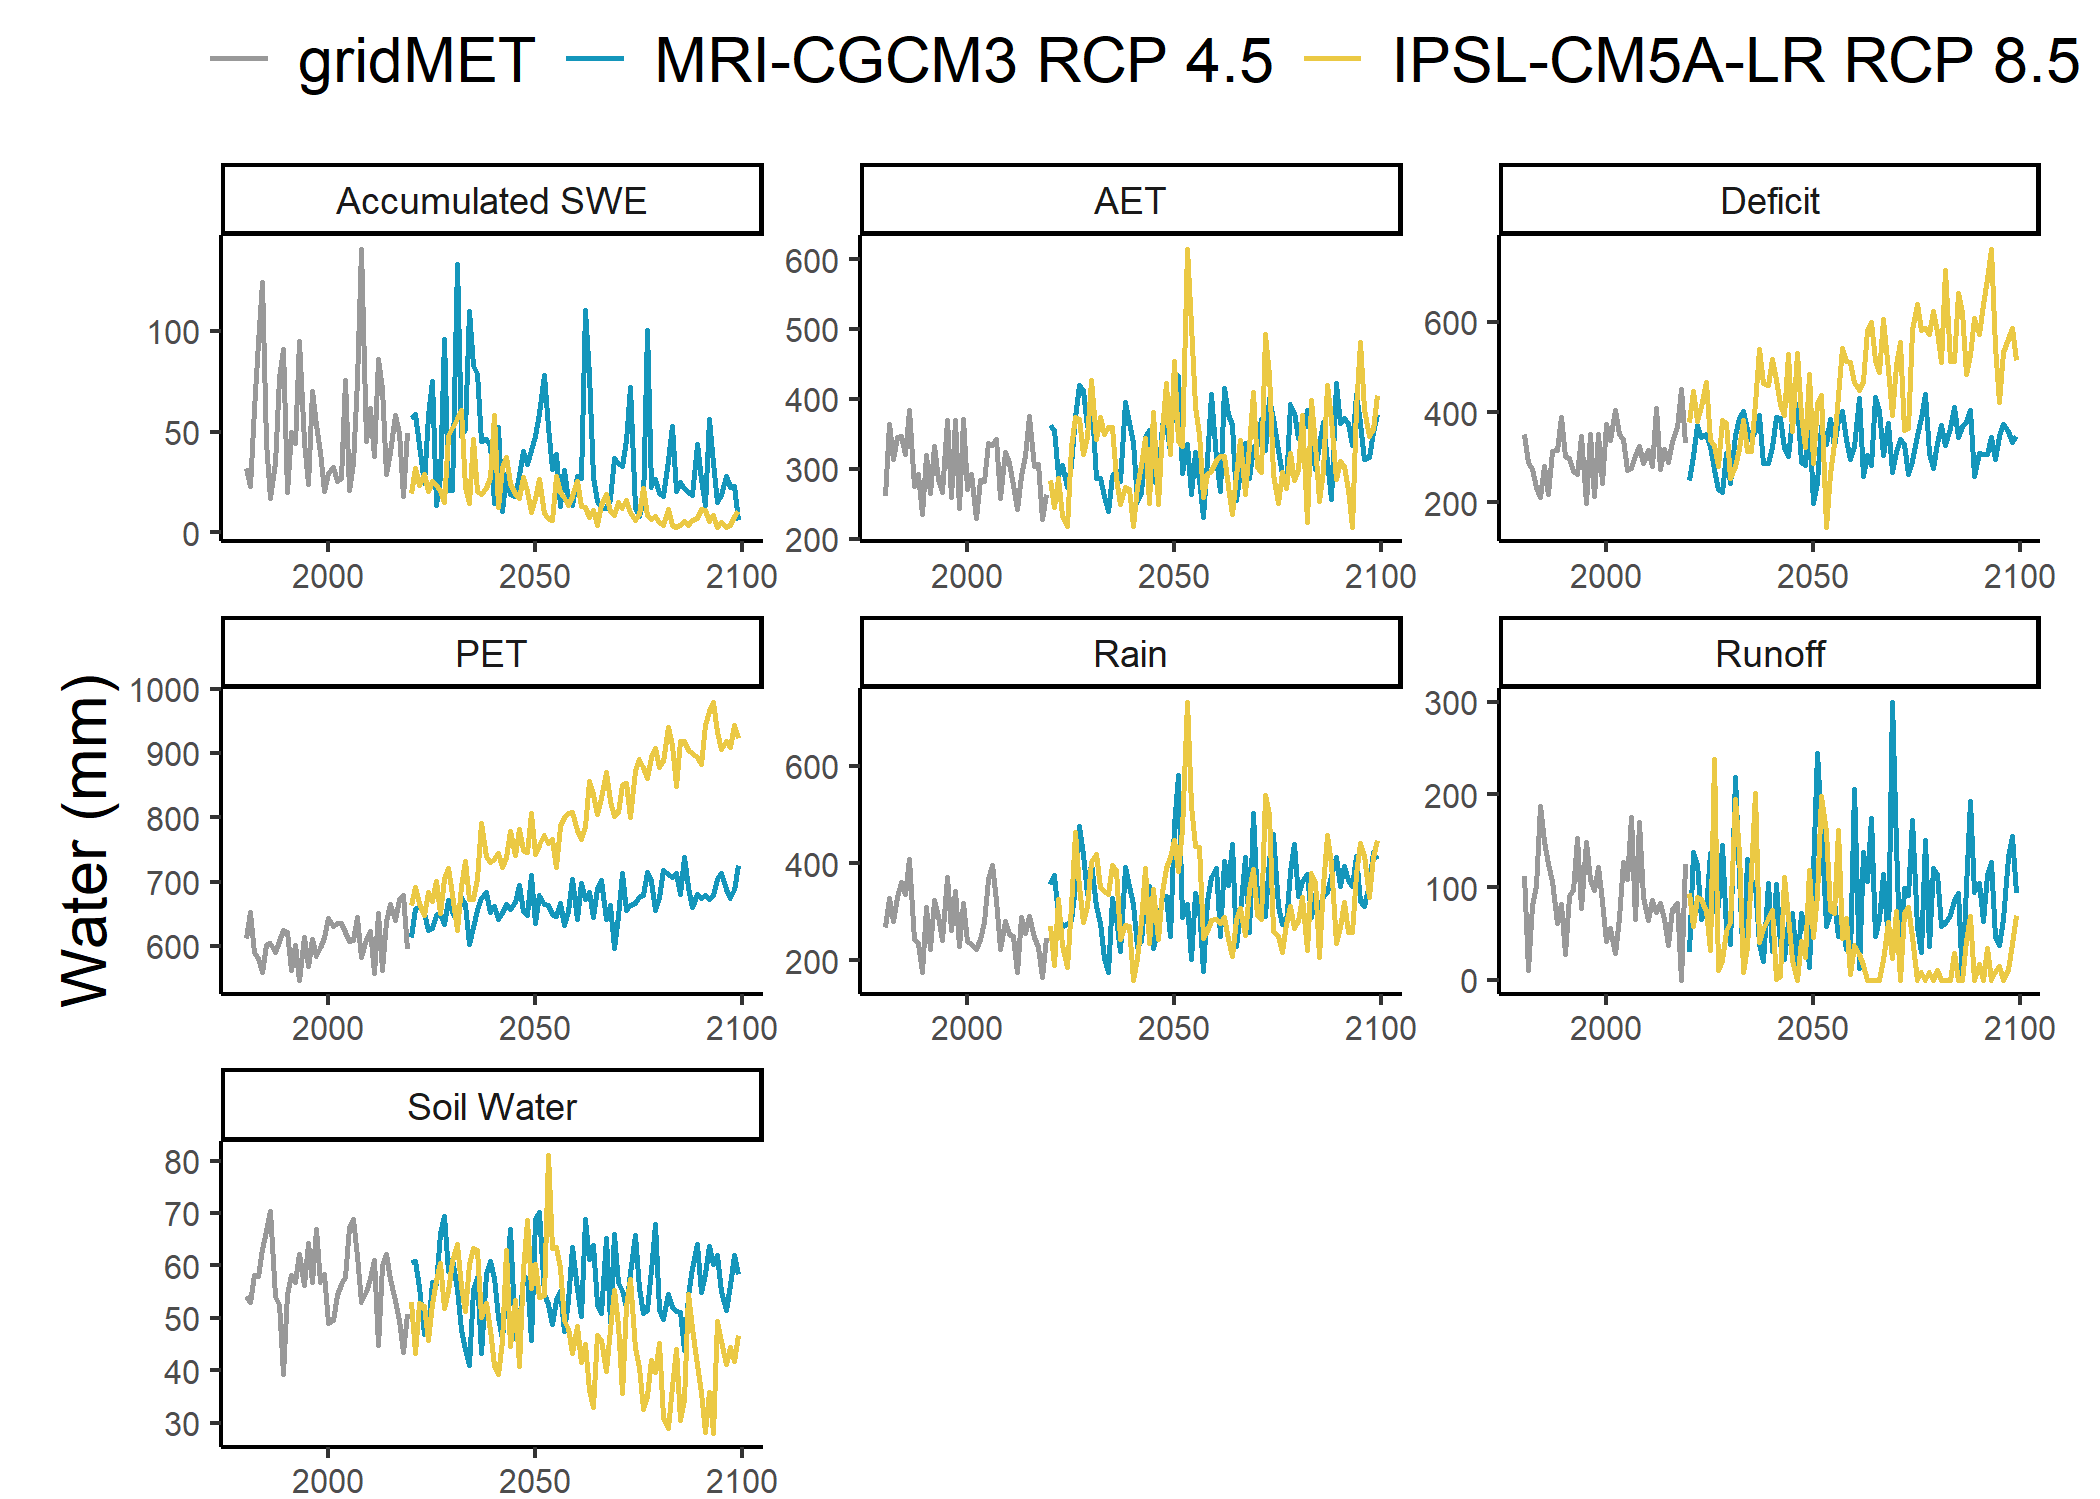 gridMET MRI-CGCM3 RCP 4.5 IPSL-CM5A-LR RCP 8.5
Accumulated SWE
100
50
0
2000 2050 2100
AET
600
500
400
300
200
2000 2050 2100
Deficit
600
400
200
2000 2050 2100
Water (mm)
PET
1000
900
800
700
600
2000 2050 2100
Rain
600
400
200
2000 2050 2100
Runoff
300
200
100
0
2000 2050 2100
Soil Water
80
70
60
50
40
30
2000 2050 2100